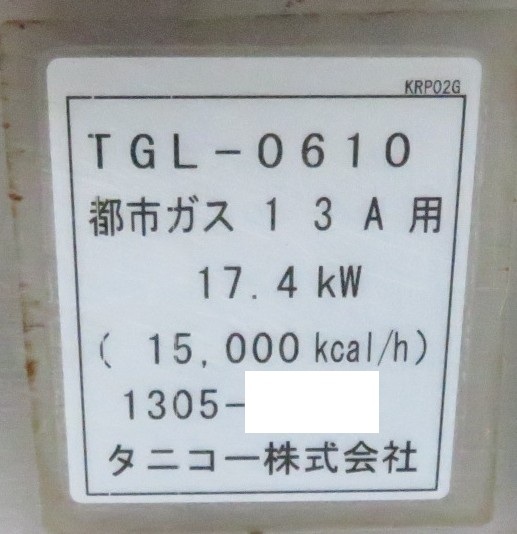 KRP02G
TGL-0610
都市ガス13A用
17.4kW
(15,000kcal/h)
1305-
タニコー株式会社